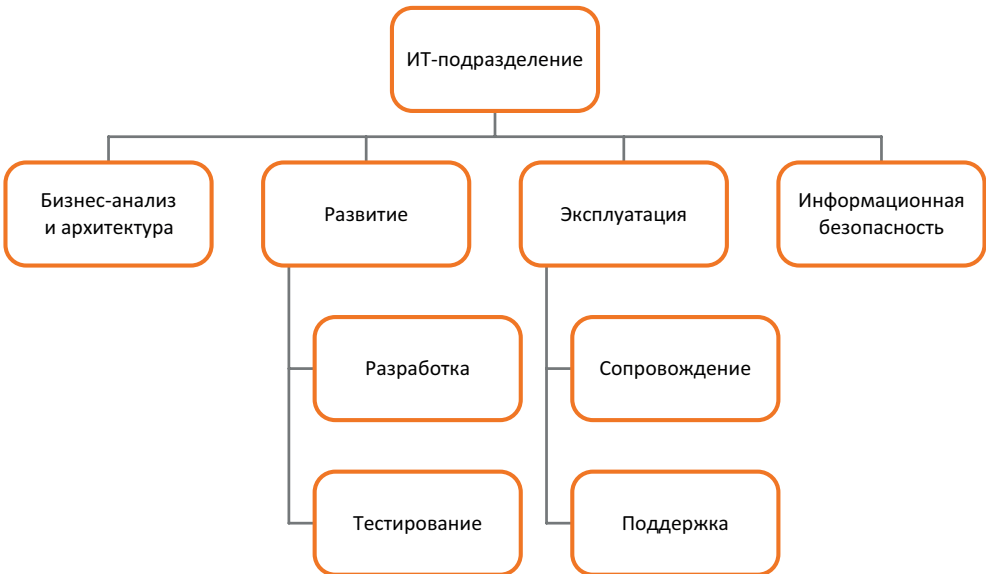 ИТ-подразделение
Бизнес-анализ
и архитектура
Развитие
Эксплуатация
Информационная
безопасность
Разработка
Сопровождение
Тестирование
Поддержка